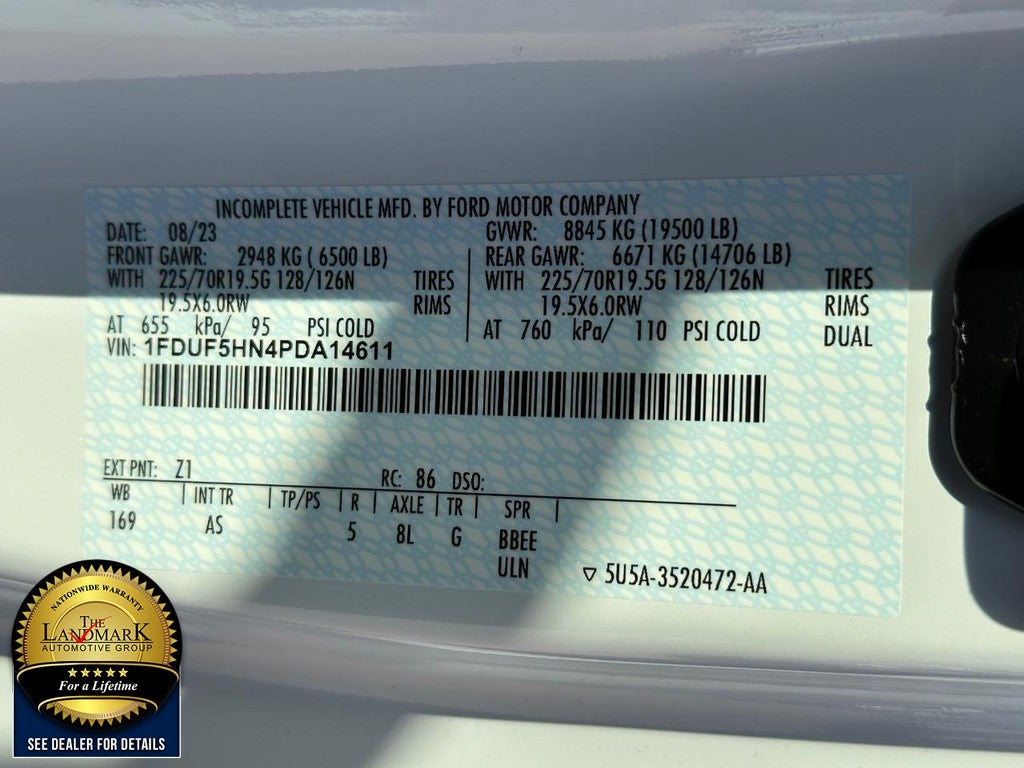 INCOMPLETE VEHICLE MFD. BY FORD MOTOR COMPANY
DATE: 08/23 GVWR: 8845 KG (19500 LB)
FRONT GAWR: 2948 KG ( 6500 LB) REAR GAWR: 6671 KG (14706 LB)
WITH 225/70R19.5G 128/126N TIRES WITH 225/70R19.5G 128/126N TIRES
19.5X6.0RW RIMS 19.5X6.0RW RIMS
AT 655 kPa/ 95 PSI COLD AT 760 kPa/ 110 PSI COLD DUAL
VIN: 1FDUF5HN4PDA14611
EXT PNT: Z1 RC: 86 DSO:
WB | INT TR | TP/PS | R | AXLE | TR | SPR |
169 AS 5 8L G BBEE
ULN ▽ 5U5A-3520472-AA
NATIONWIDE WARRANTY
THE
LANDMARK
AUTOMOTIVE GROUP
★★★★★
For a Lifetime
SEE DEALER FOR DETAILS